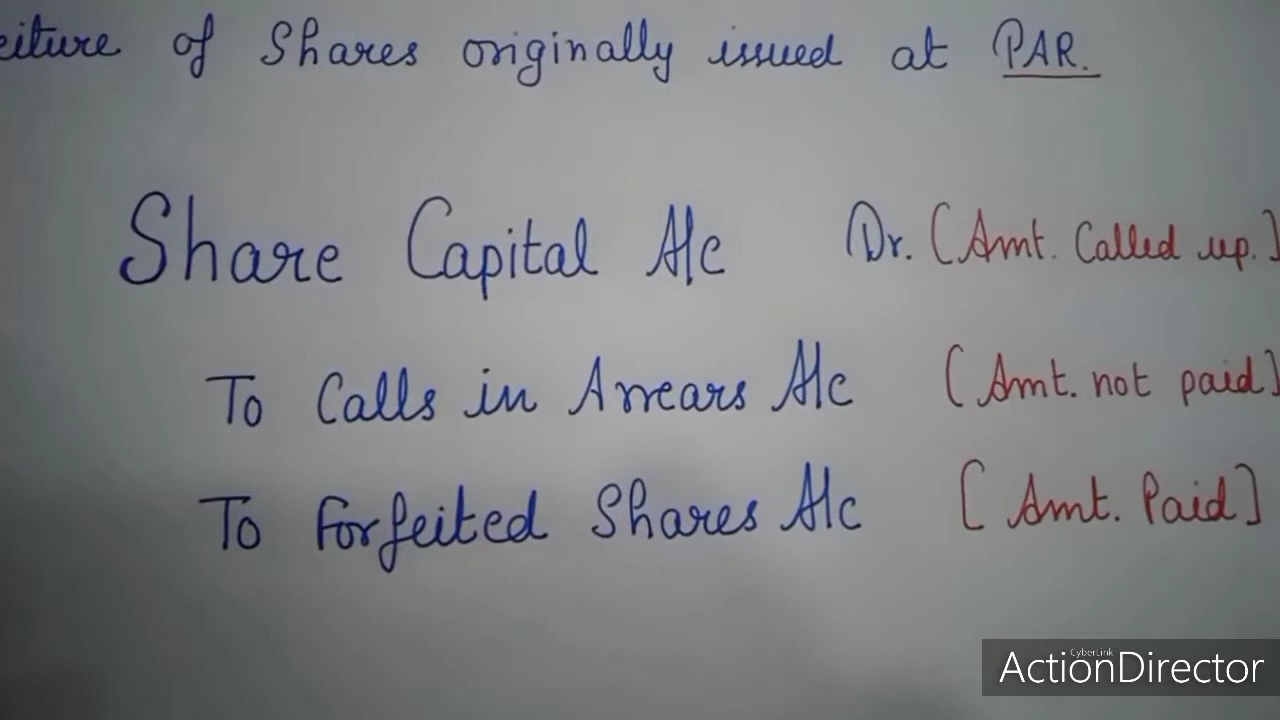 eiture of Shares originally issued at PAR.
Share Capital A/c Dr. [Amt. Called up.]
To Calls in Arrears A/c [Amt. not paid]
To Forfeited Shares A/c [Amt. Paid]
CyberLink
ActionDirector